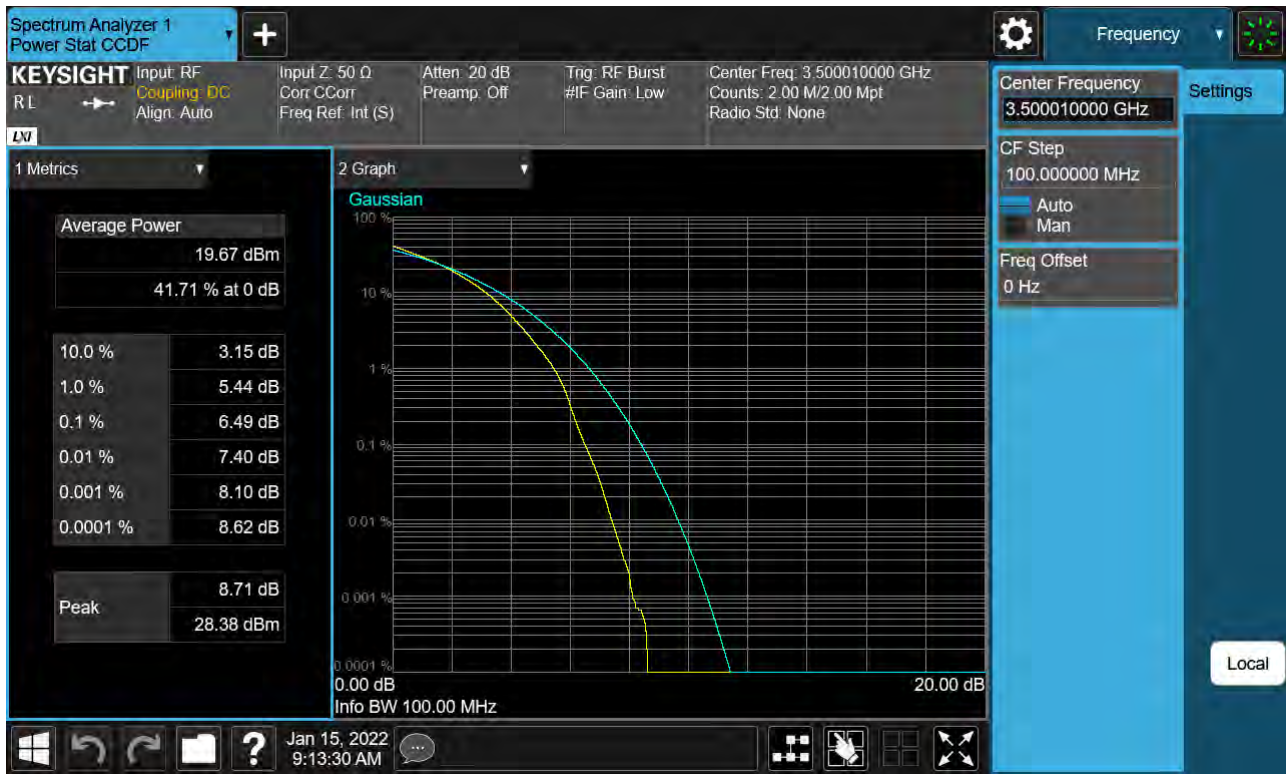 Spectrum Analyzer 1
Power Stat CCDF
Frequency
KEYSIGHT
RL
LXI
Input: RF
Coupling: DC
Align: Auto
Input Z: 50 Ω
Corr CCorr
Freq Ref: Int (S)
Atten: 20 dB
Preamp: Off
Trig: RF Burst
#IF Gain: Low
Center Freq: 3.500010000 GHz
Counts: 2.00 M/2.00 Mpt
Radio Std: None
Center Frequency
3.500010000 GHz
Settings
CF Step
100.000000 MHz
Auto
Man
Freq Offset
0 Hz
Local
1 Metrics
Average Power
19.67 dBm
41.71 % at 0 dB
10.0 % 3.15 dB
1.0 % 5.44 dB
0.1 % 6.49 dB
0.01 % 7.40 dB
0.001 % 8.10 dB
0.0001 % 8.62 dB
Peak 8.71 dB
28.38 dBm
2 Graph
Gaussian
100 %
10 %
1 %
0.1 %
0.01 %
0.001 %
0.0001 %
0.00 dB 20.00 dB
Info BW 100.00 MHz
?
Jan 15, 2022
9:13:30 AM